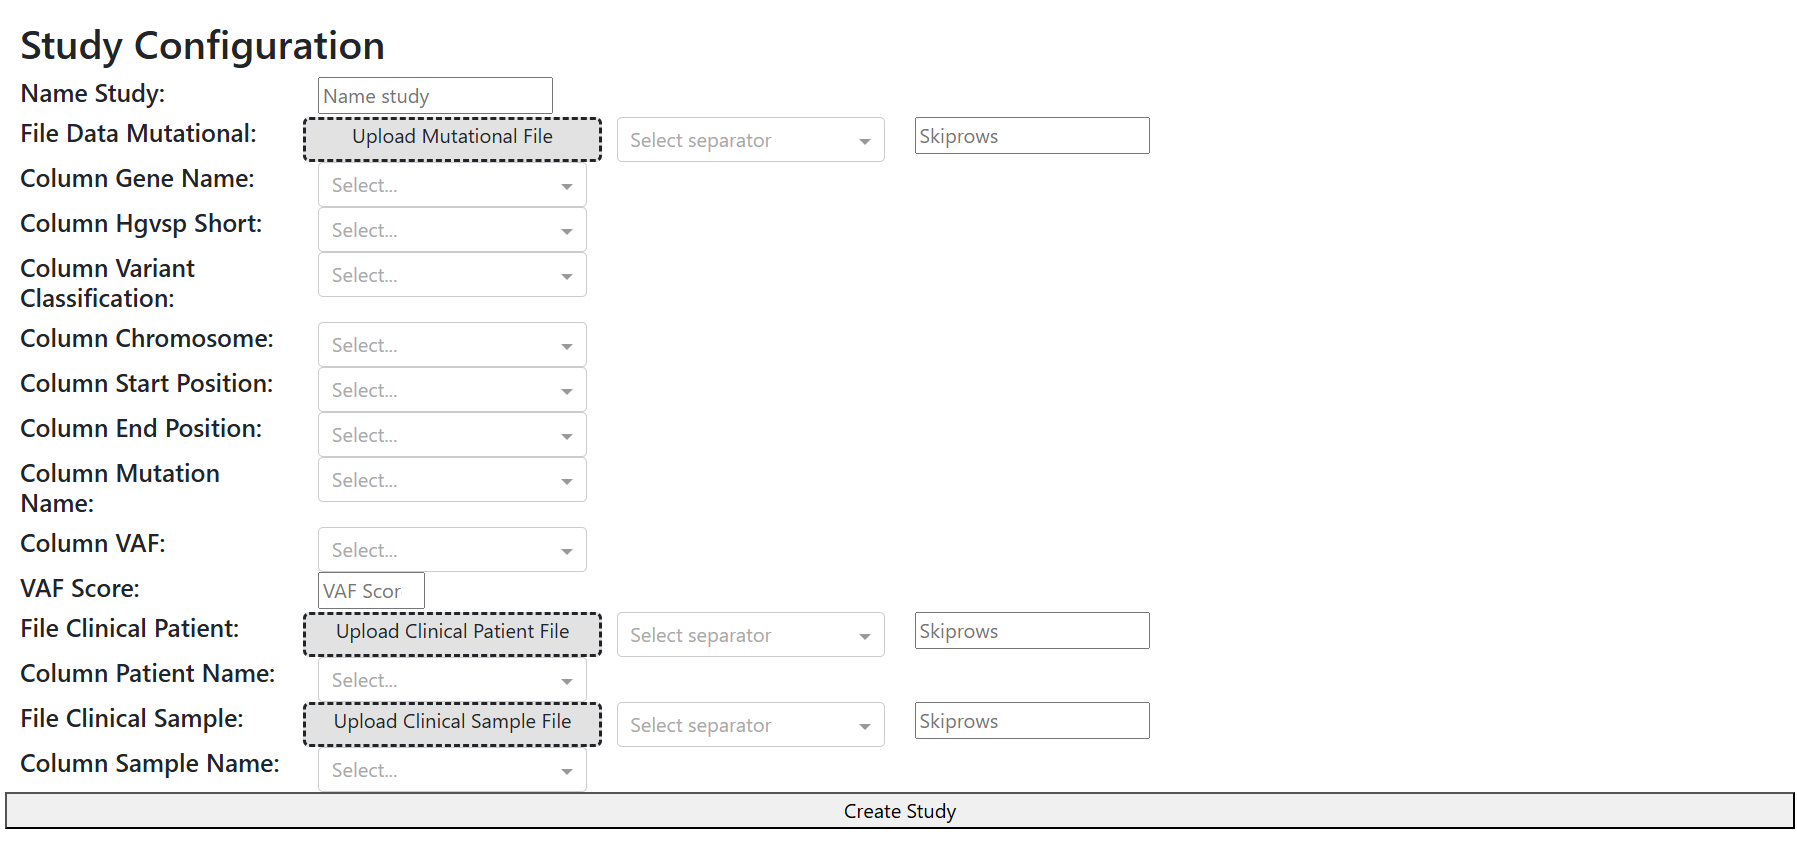 Study Configuration
Name Study:
Name study
File Data Mutational:
Upload Mutational File
Select separator
Skiprows
Column Gene Name:
Select...
Column Hgvsp Short:
Select...
Column Variant
Classification:
Select...
Column Chromosome:
Select...
Column Start Position:
Select...
Column End Position:
Select...
Column Mutation
Name:
Select...
Column VAF:
Select...
VAF Score:
VAF Scor
File Clinical Patient:
Upload Clinical Patient File
Select separator
Skiprows
Column Patient Name:
Select...
File Clinical Sample:
Upload Clinical Sample File
Select separator
Skiprows
Column Sample Name:
Select...
Create Study